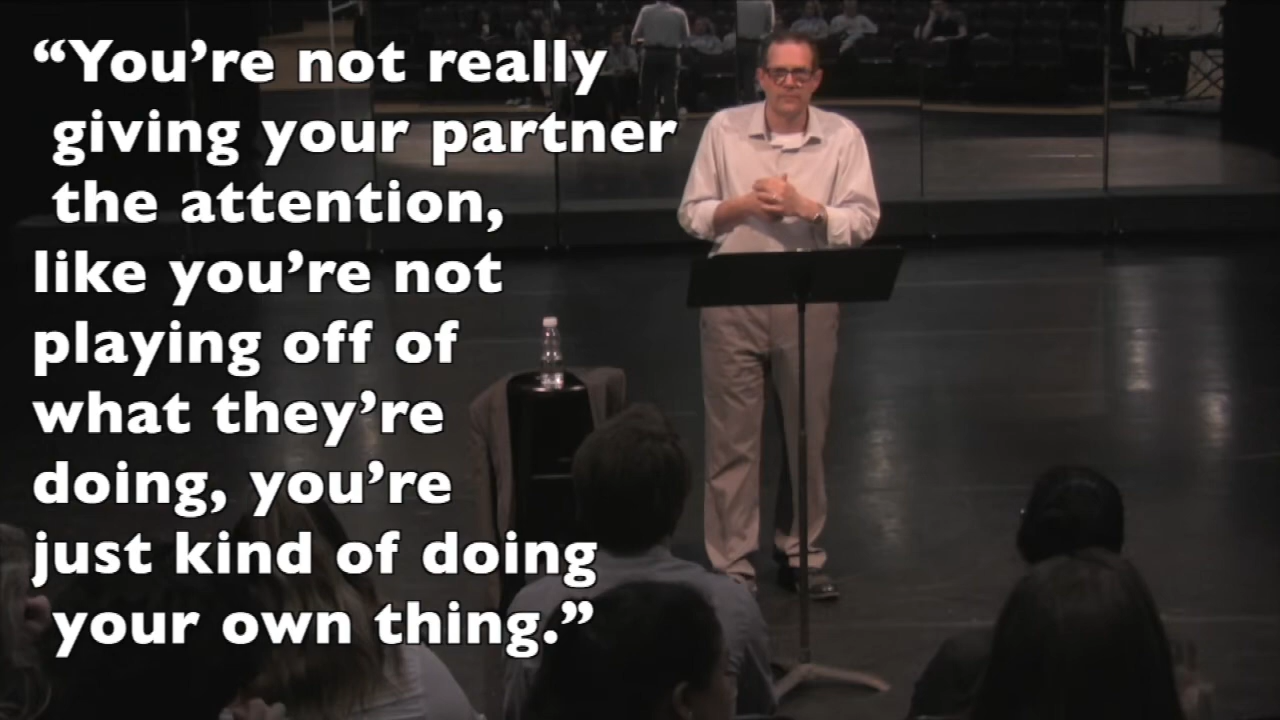 “You’re not really
giving your partner
the attention,
like you’re not
playing off of
what they’re
doing, you’re
just kind of doing
your own thing.”